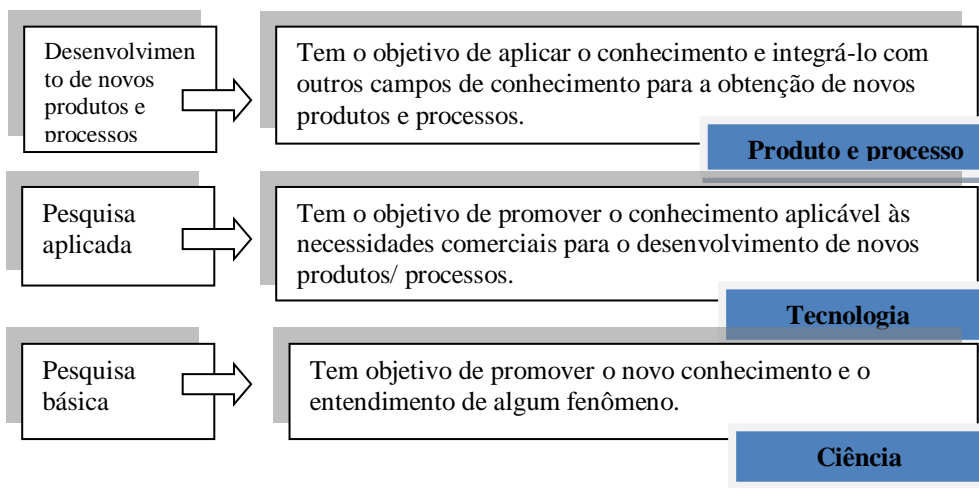 Desenvolvimen
to de novos
produtos e
processos
Tem o objetivo de aplicar o conhecimento e integrá-lo com
outros campos de conhecimento para a obtenção de novos
produtos e processos.
Produto e processo
Pesquisa
aplicada
Tem o objetivo de promover o conhecimento aplicável às
necessidades comerciais para o desenvolvimento de novos
produtos/ processos.
Tecnologia
Pesquisa
básica
Tem objetivo de promover o novo conhecimento e o
entendimento de algum fenômeno.
Ciência